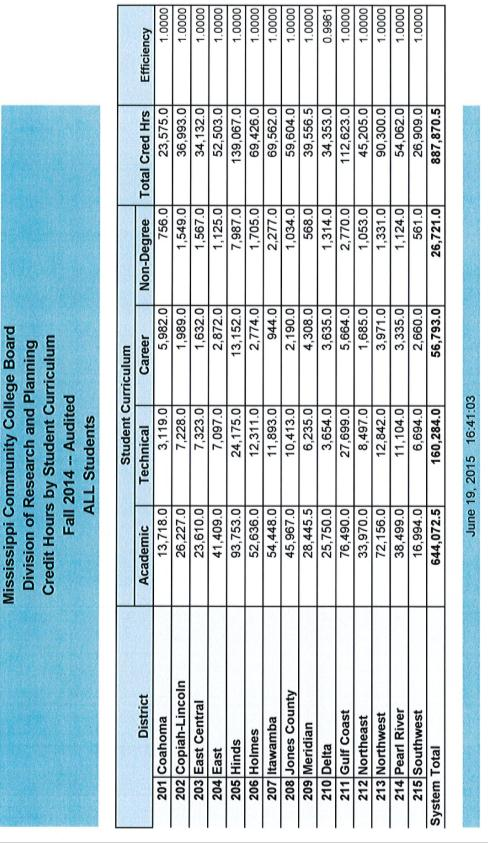 Mississippi Community College Board
Division of Research and Planning
Credit Hours by Student Curriculum
Fall 2014 -- Audited
ALL Students
Student Curriculum
District Academic Technical Career Non-Degree Total Cred Hrs Efficiency
201 Coahoma 13,718.0 3,119.0 5,982.0 756.0 23,575.0 1.0000
202 Copiah-Lincoln 26,227.0 7,228.0 1,989.0 1,549.0 36,993.0 1.0000
203 East Central 23,610.0 7,323.0 1,632.0 1,567.0 34,132.0 1.0000
204 East 41,409.0 7,097.0 2,872.0 1,125.0 52,503.0 1.0000
205 Hinds 93,753.0 24,175.0 13,152.0 7,987.0 139,067.0 1.0000
206 Holmes 52,636.0 12,311.0 2,774.0 1,705.0 69,426.0 1.0000
207 Itawamba 54,448.0 11,893.0 944.0 2,277.0 69,562.0 1.0000
208 Jones County 45,967.0 10,413.0 2,190.0 1,034.0 59,604.0 1.0000
209 Meridian 28,445.5 6,235.0 4,308.0 568.0 39,556.5 1.0000
210 Delta 25,750.0 3,654.0 3,635.0 1,314.0 34,353.0 0.9961
211 Gulf Coast 76,490.0 27,699.0 5,664.0 2,770.0 112,623.0 1.0000
212 Northeast 33,970.0 8,497.0 1,685.0 1,053.0 45,205.0 1.0000
213 Northwest 72,156.0 12,842.0 3,971.0 1,331.0 90,300.0 1.0000
214 Pearl River 38,499.0 11,104.0 3,335.0 1,124.0 54,062.0 1.0000
215 Southwest 16,994.0 6,694.0 2,660.0 561.0 26,909.0 1.0000
System Total 644,072.5 160,284.0 56,793.0 26,721.0 887,870.5
June 19, 2015 16:41:03